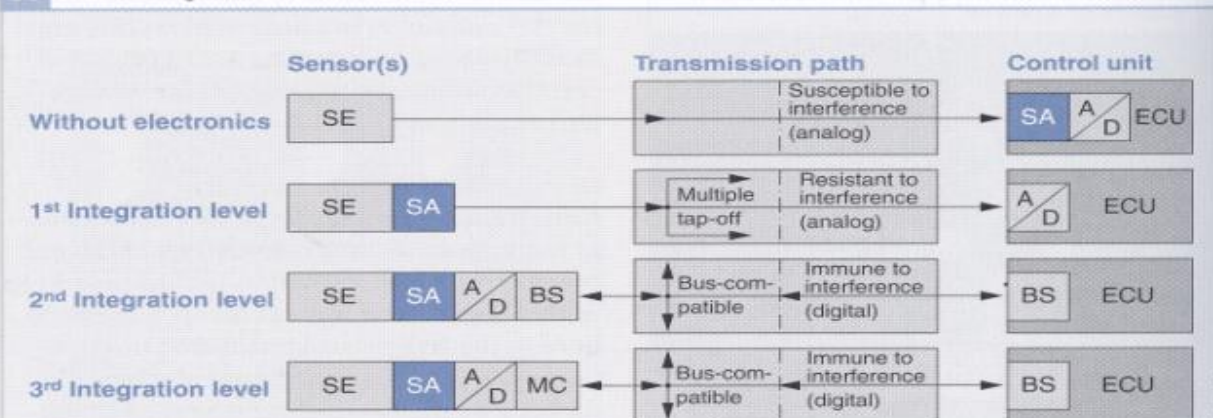 Sensor(s) Transmission path Control unit
Without electronics SE Susceptible to
interference
(analog) SA A/D ECU
1st Integration level SE SA Multiple
tap-off Resistant to
interference
(analog) A/D ECU
2nd Integration level SE SA A/D BS Bus-com-
patible Immune to
interference
(digital) BS ECU
3rd Integration level SE SA A/D MC Bus-com-
patible Immune to
interference
(digital) BS ECU